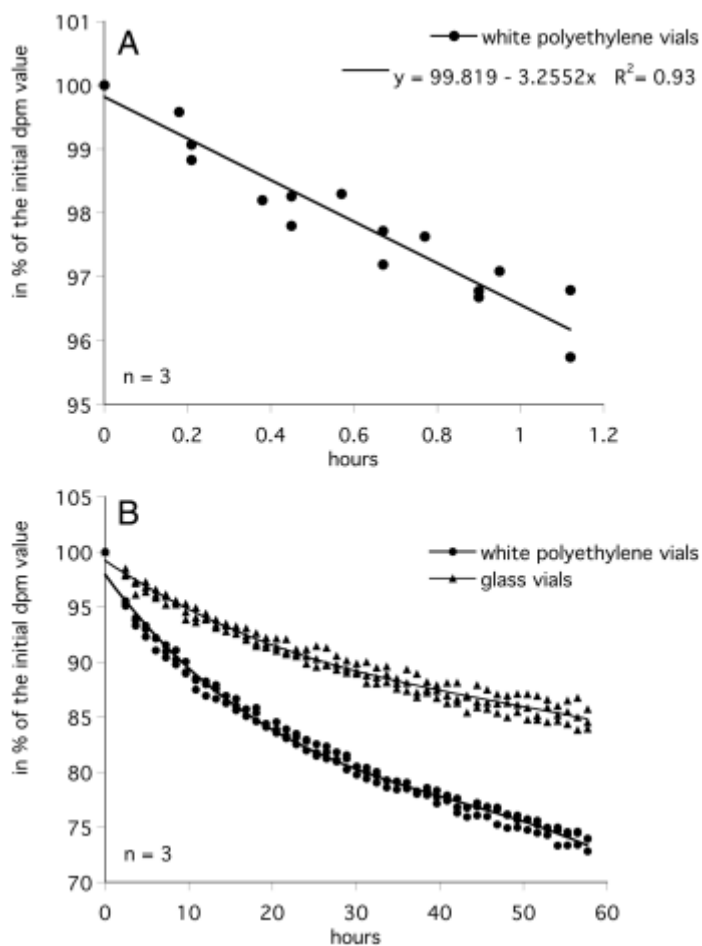 A
white polyethylene vials
y = 99.819 - 3.2552x R²= 0.93
in % of the initial dpm value
101
100
99
98
97
96
95
n = 3
0 0.2 0.4 0.6 0.8 1 1.2
hours
B
white polyethylene vials
glass vials
in % of the initial dpm value
105
100
95
90
85
80
75
70
n = 3
0 10 20 30 40 50 60
hours